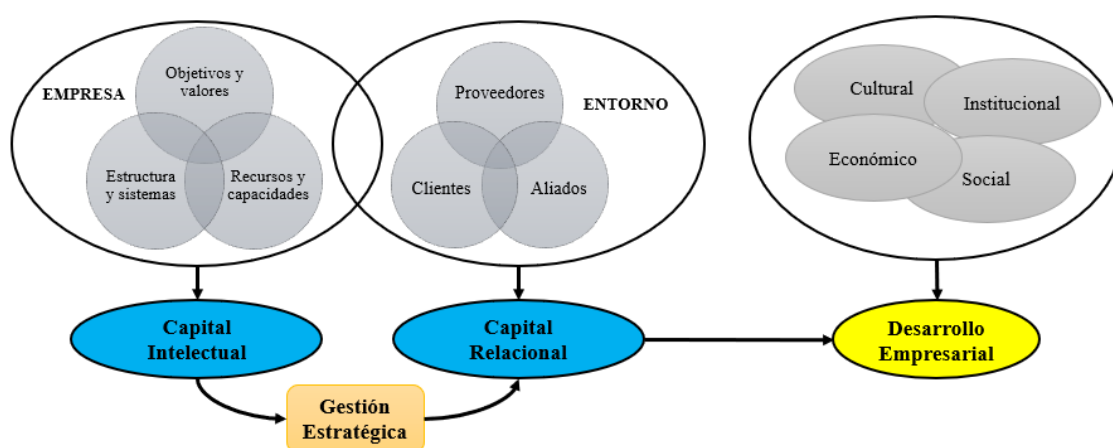 EMPRESA
Objetivos y
valores
Estructura
y sistemas
Recursos y
capacidades
Proveedores
ENTORNO
Clientes
Aliados
Cultural
Institucional
Económico
Social
Capital
Intelectual
Capital
Relacional
Desarrollo
Empresarial
Gestión
Estratégica